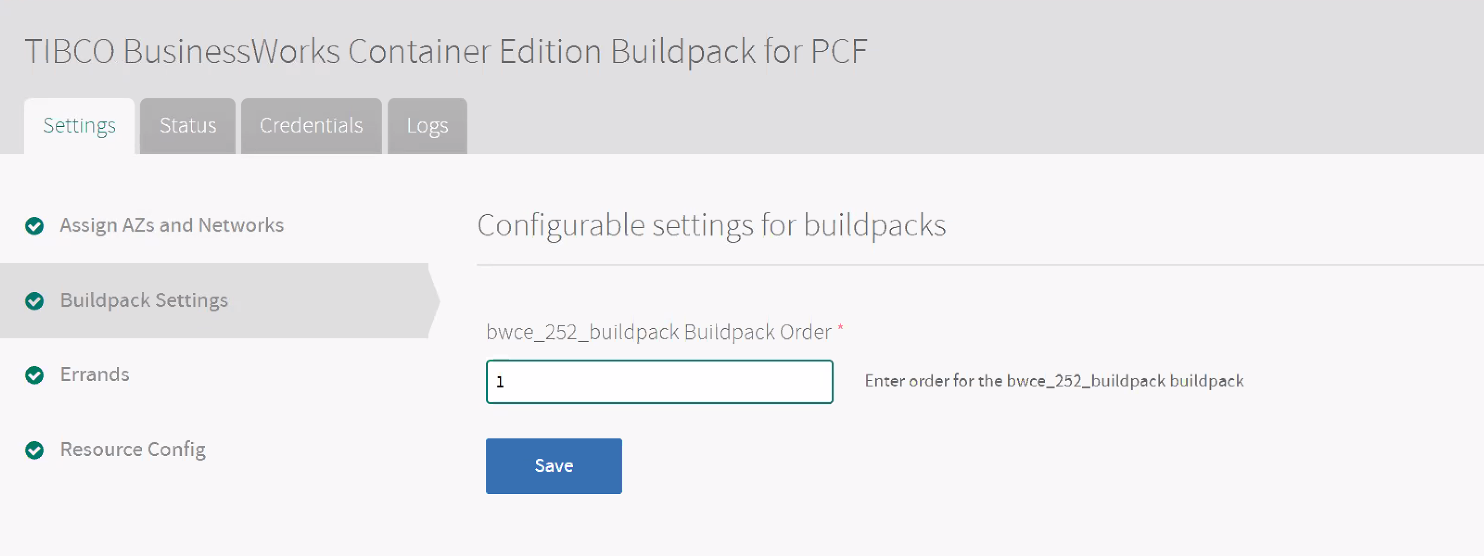 TIBCO BusinessWorks Container Edition Buildpack for PCF
Settings
Status
Credentials
Logs
Assign AZs and Networks
Buildpack Settings
Errands
Resource Config
Configurable settings for buildpacks
bwce_252_buildpack Buildpack Order *
1
Enter order for the bwce_252_buildpack buildpack
Save